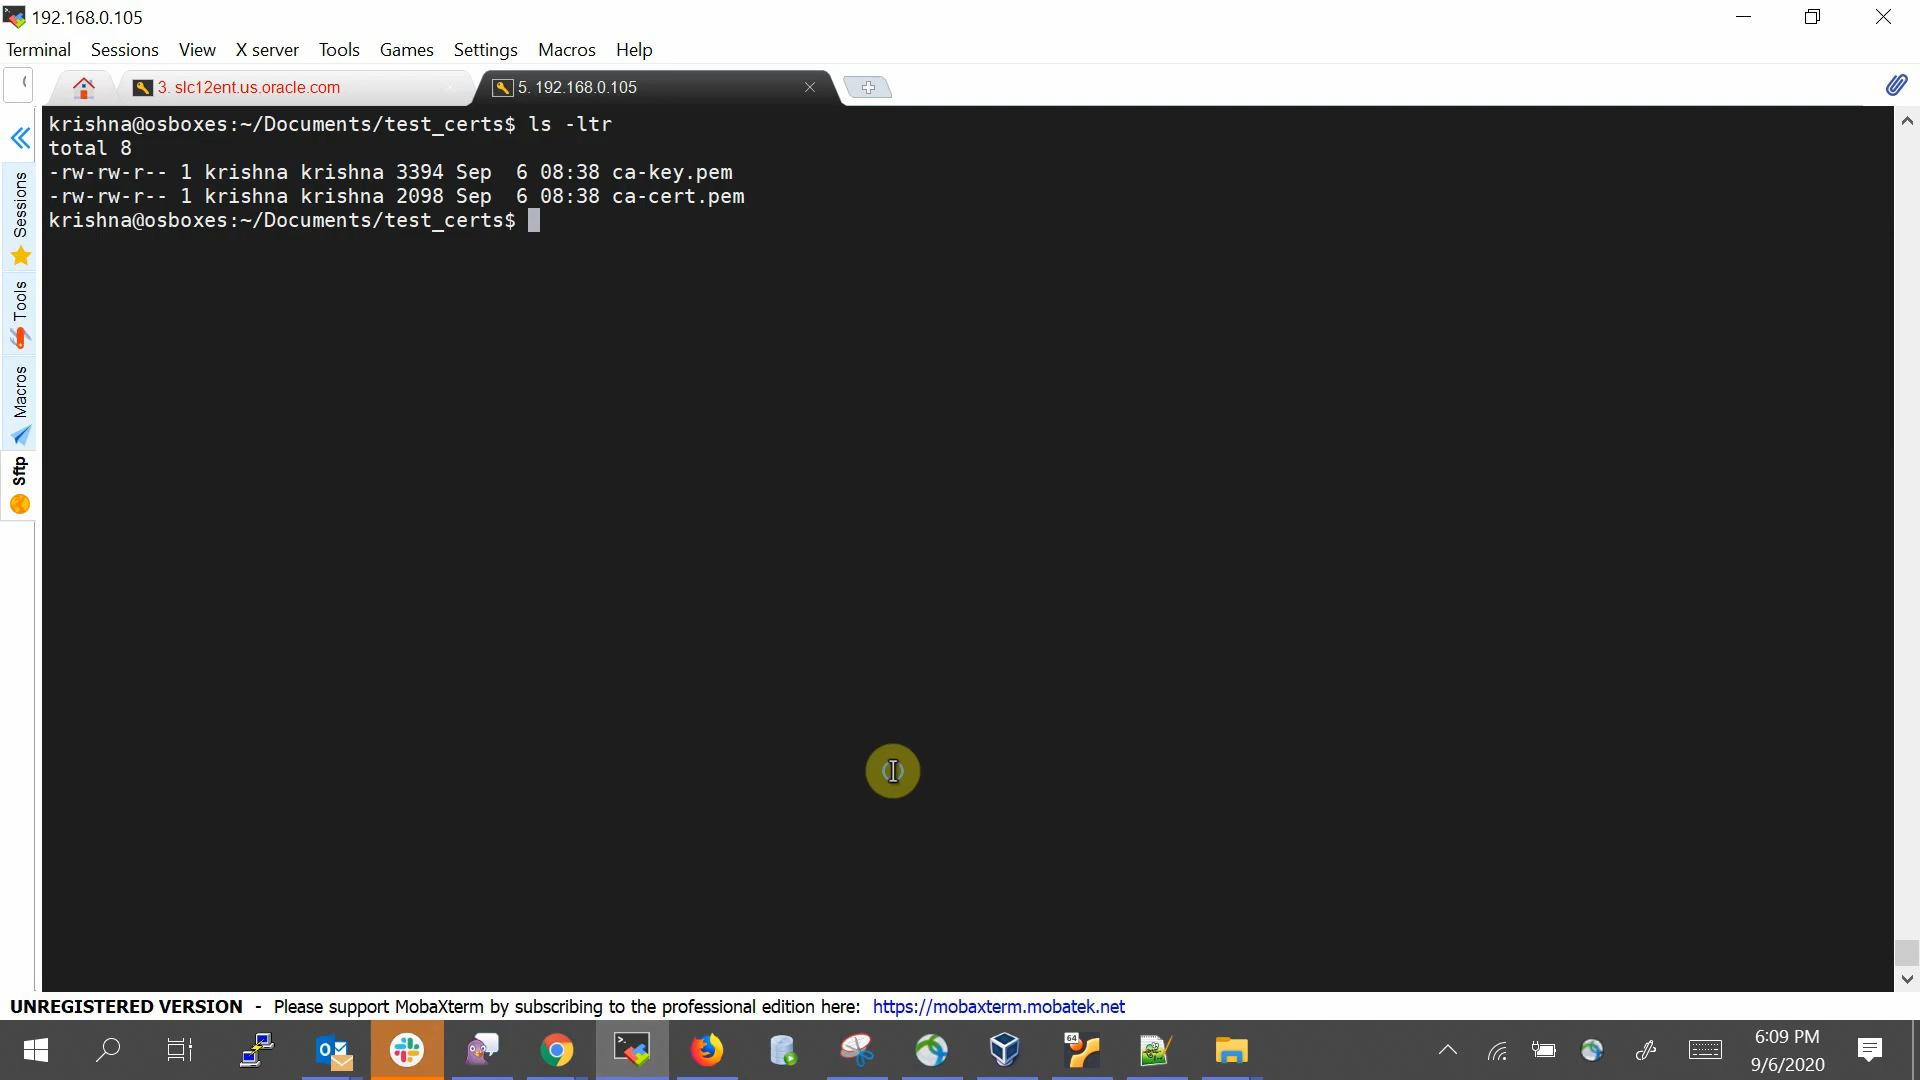 192.168.0.105
Terminal Sessions View X server Tools Games Settings Macros Help
3. slc12ent.us.oracle.com
5. 192.168.0.105
krishna@osboxes:~/Documents/test_certs$ ls -ltr
total 8
-rw-rw-r-- 1 krishna krishna 3394 Sep  6 08:38 ca-key.pem
-rw-rw-r-- 1 krishna krishna 2098 Sep  6 08:38 ca-cert.pem
krishna@osboxes:~/Documents/test_certs$
Sessions
Tools
Macros
Sftp
UNREGISTERED VERSION - Please support MobaXterm by subscribing to the professional edition here: https://mobaxterm.mobatek.net
64
6:09 PM
9/6/2020